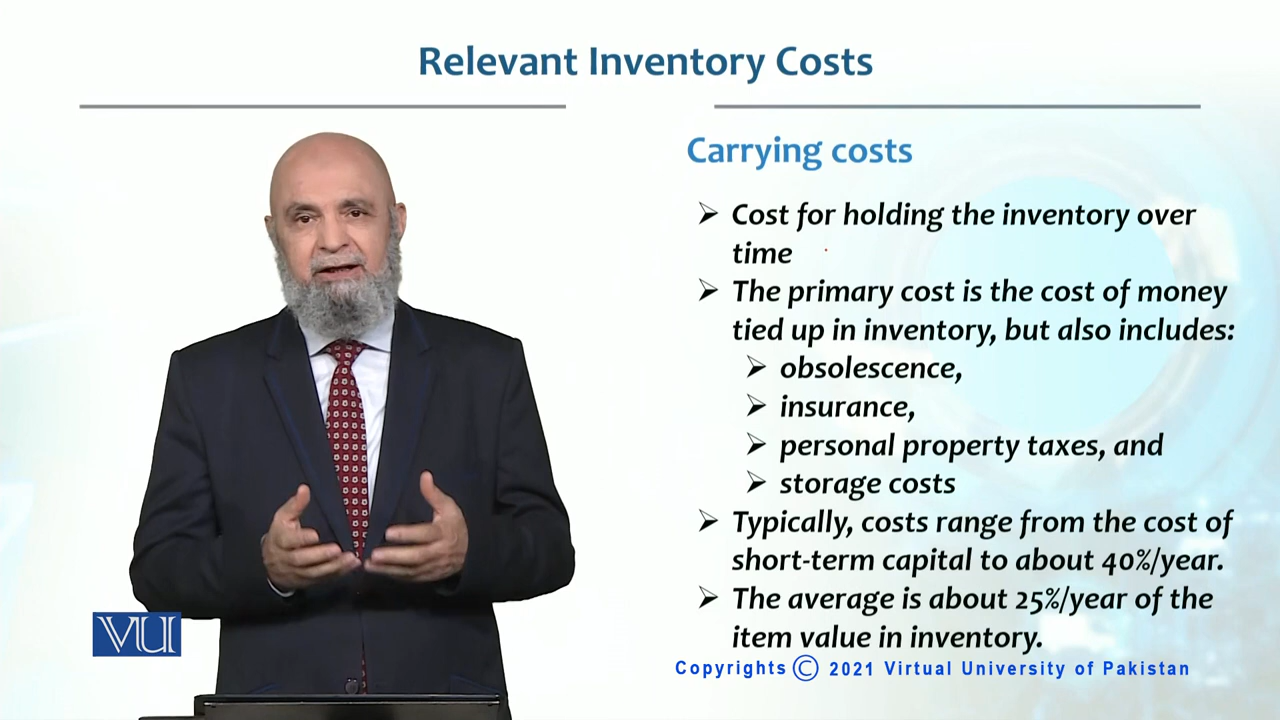 Relevant Inventory Costs
Carrying costs
➢ Cost for holding the inventory over
time
➢ The primary cost is the cost of money
tied up in inventory, but also includes:
➢ obsolescence,
➢ insurance,
➢ personal property taxes, and
➢ storage costs
➢ Typically, costs range from the cost of
short-term capital to about 40%/year.
➢ The average is about 25%/year of the
item value in inventory.
VU
Copyrights © 2021 Virtual University of Pakistan